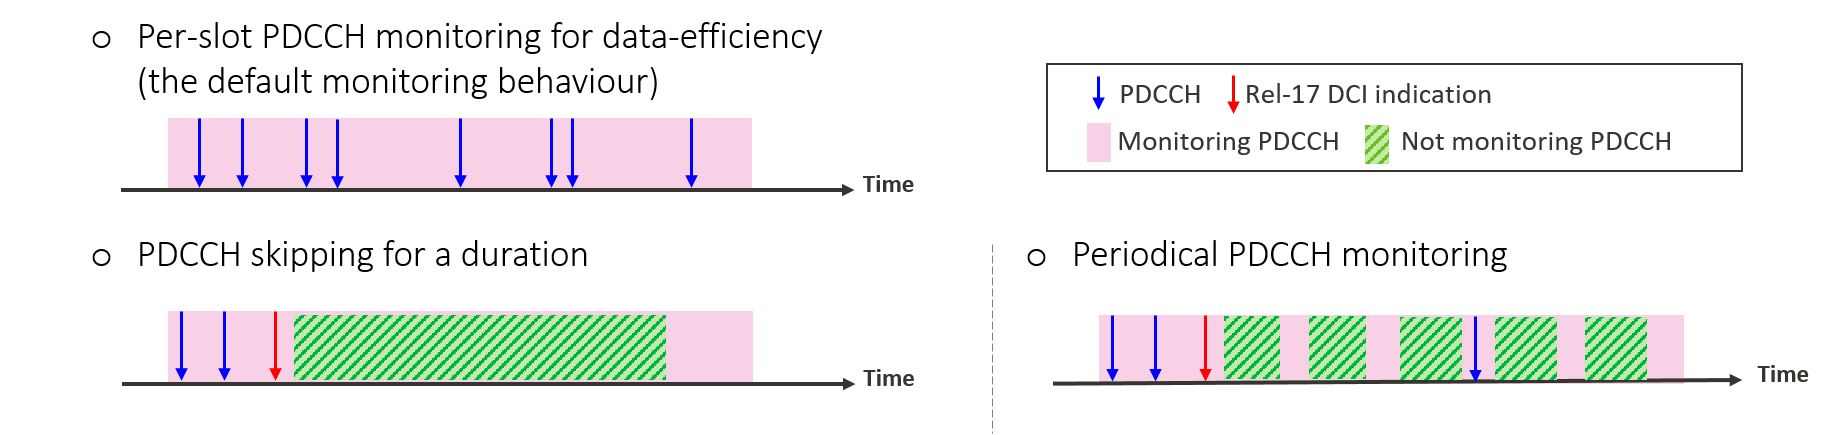 o Per-slot PDCCH monitoring for data-efficiency
(the default monitoring behaviour)
Time
PDCCH Rel-17 DCI indication
Monitoring PDCCH Not monitoring PDCCH
o PDCCH skipping for a duration
Time
o Periodical PDCCH monitoring
Time